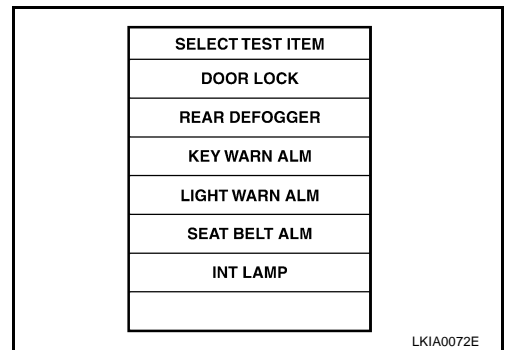 SELECT TEST ITEM
DOOR LOCK
REAR DEFOGGER
KEY WARN ALM
LIGHT WARN ALM
SEAT BELT ALM
INT LAMP
LKIA0072E